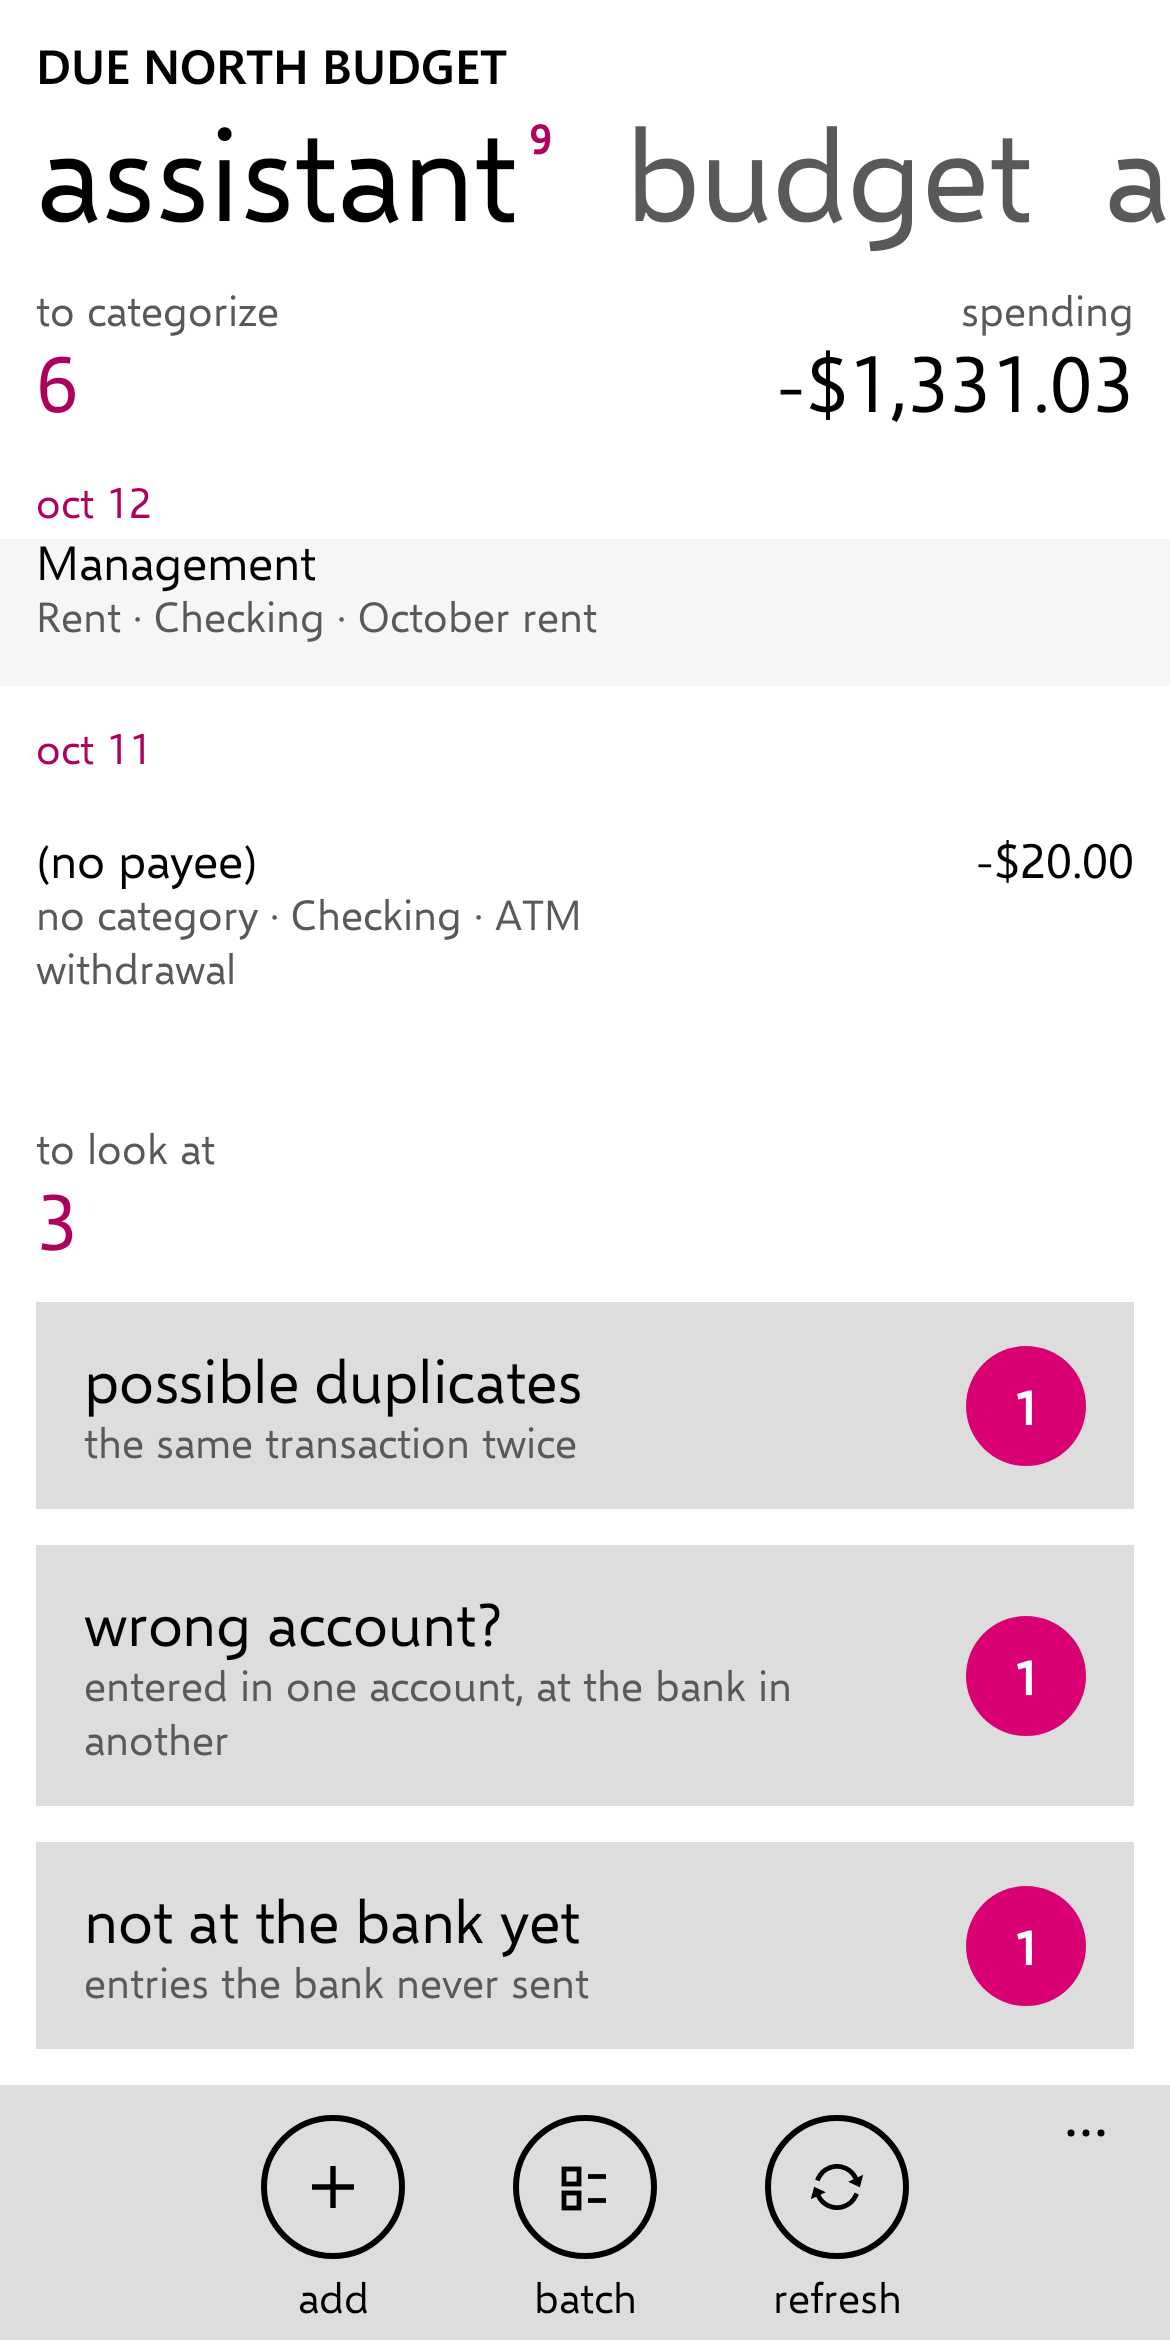 DUE NORTH BUDGET
assistant 9 budget a
to categorize spending
6 -$1,331.03
oct 12
Management
Rent · Checking · October rent
oct 11
(no payee) -$20.00
no category · Checking · ATM
withdrawal
to look at
3
possible duplicates
the same transaction twice
1
wrong account?
entered in one account, at the bank in
another
1
not at the bank yet
entries the bank never sent
1
...
add batch refresh